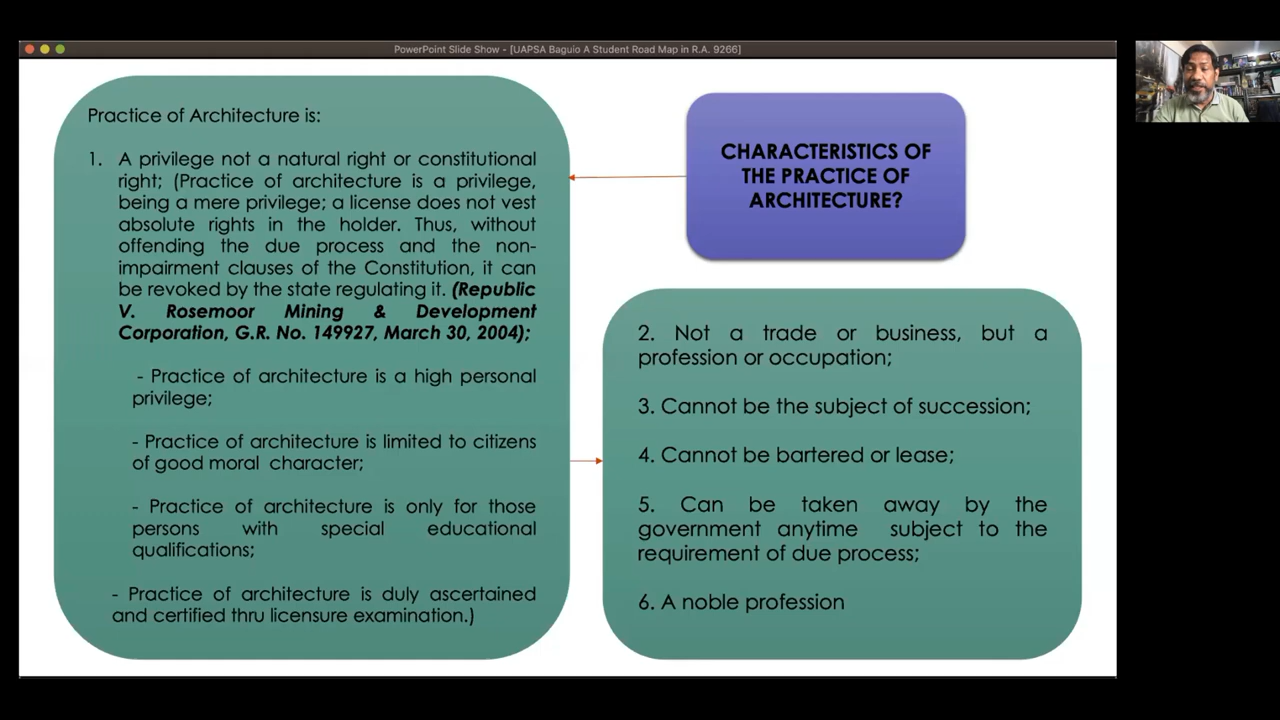 PowerPoint Slide Show - [UAPSA Baguio A Student Road Map in R.A. 9266]
Practice of Architecture is:
1. A privilege not a natural right or constitutional
right; (Practice of architecture is a privilege,
being a mere privilege; a license does not vest
absolute rights in the holder. Thus, without
offending the due process and the non-
impairment clauses of the Constitution, it can
be revoked by the state regulating it. (Republic
V. Rosemoor Mining & Development
Corporation, G.R. No. 149927, March 30, 2004);
- Practice of architecture is a high personal
privilege;
- Practice of architecture is limited to citizens
of good moral character;
- Practice of architecture is only for those
persons with special educational
qualifications;
- Practice of architecture is duly ascertained
and certified thru licensure examination.)
CHARACTERISTICS OF
THE PRACTICE OF
ARCHITECTURE?
2. Not a trade or business, but a
profession or occupation;
3. Cannot be the subject of succession;
4. Cannot be bartered or lease;
5. Can be taken away by the
government anytime subject to the
requirement of due process;
6. A noble profession